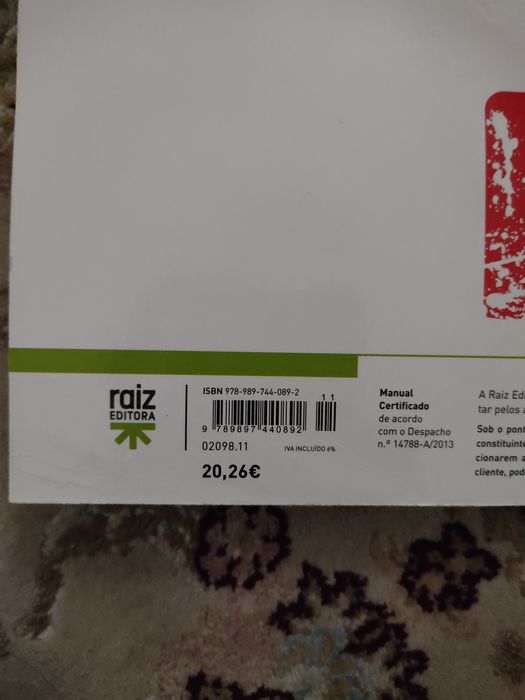 raiz
EDITORA
ISBN 978-989-744-089-2
11
9 789897 440892
02098.11
IVA INCLUÍDO 6%
20,26€
Manual
Certificado
de acordo
com o Despacho
n.º 14788-A/2013
A Raiz Edi
tar pelos
Sob o pont
constituinte
cionarem a
cliente, pod